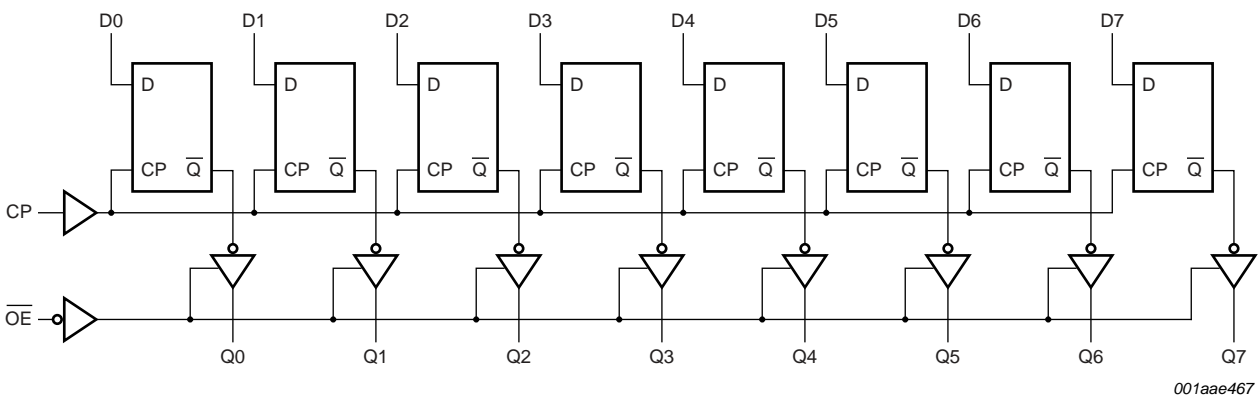 D0 D1 D2 D3 D4 D5 D6 D7
D D D D D D D D
CP Q̅ CP Q̅ CP Q̅ CP Q̅ CP Q̅ CP Q̅ CP Q̅ CP Q̅
CP
O̅E̅
Q0 Q1 Q2 Q3 Q4 Q5 Q6 Q7
001aae467